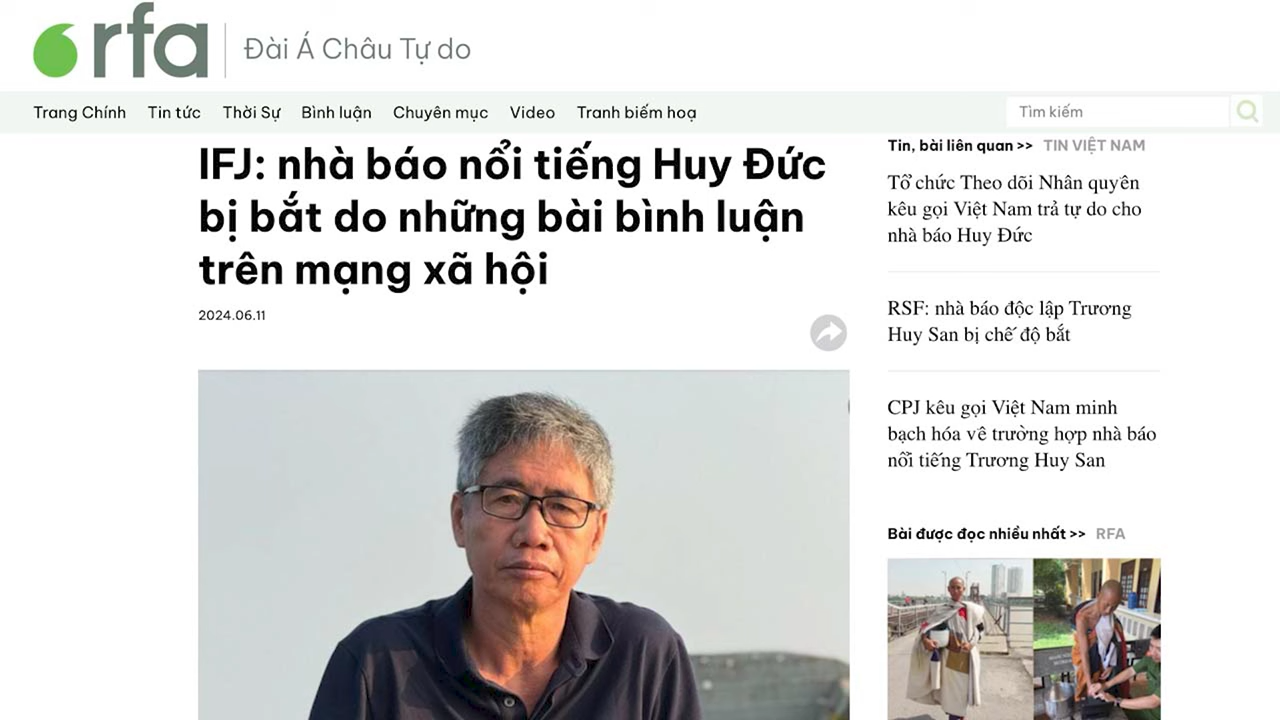 rfa Đài Á Châu Tự do
Trang Chính Tin tức Thời Sự Bình luận Chuyên mục Video Tranh biếm hoạ Tìm kiếm
IFJ: nhà báo nổi tiếng Huy Đức
bị bắt do những bài bình luận
trên mạng xã hội
2024.06.11
Tin, bài liên quan >> TIN VIỆT NAM
Tổ chức Theo dõi Nhân quyền
kêu gọi Việt Nam trả tự do cho
nhà báo Huy Đức
RSF: nhà báo độc lập Trương
Huy San bị chế độ bắt
CPJ kêu gọi Việt Nam minh
bạch hóa về trường hợp nhà báo
nổi tiếng Trương Huy San
Bài được đọc nhiều nhất >> RFA